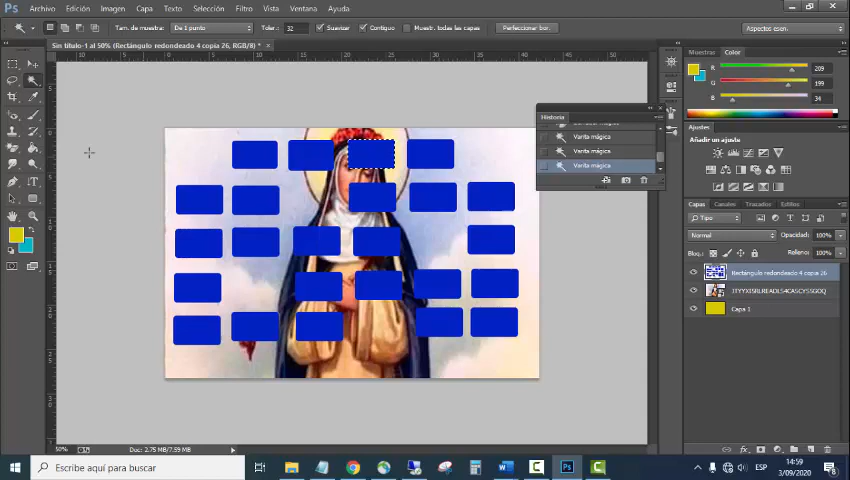 Ps Archivo Edición Imagen Capa Texto Selección Filtro Vista Ventana Ayuda
Tam. de muestra: De 1 punto Toler.: 32 Suavizar Contiguo Muestr. todas las capas Perfeccionar bor. Aspectos esen.
Sin título-1 al 50% (Rectángulo redondeado 4 copia 26, RGB/8) * ×
Muestras Color
R 209
G 199
B 34
Historia
Varita mágica
Varita mágica
Varita mágica
Ajustes
Añadir un ajuste
Capas Canales Trazados Estilos
Tipo
Normal Opacidad: 100%
Bloq.: Relleno: 100%
Rectángulo redondeado 4 copia 26
Capa 1
50% Doc: 2.75 MB/7.59 MB
Escribe aquí para buscar
ESP
14:59
3/09/2020